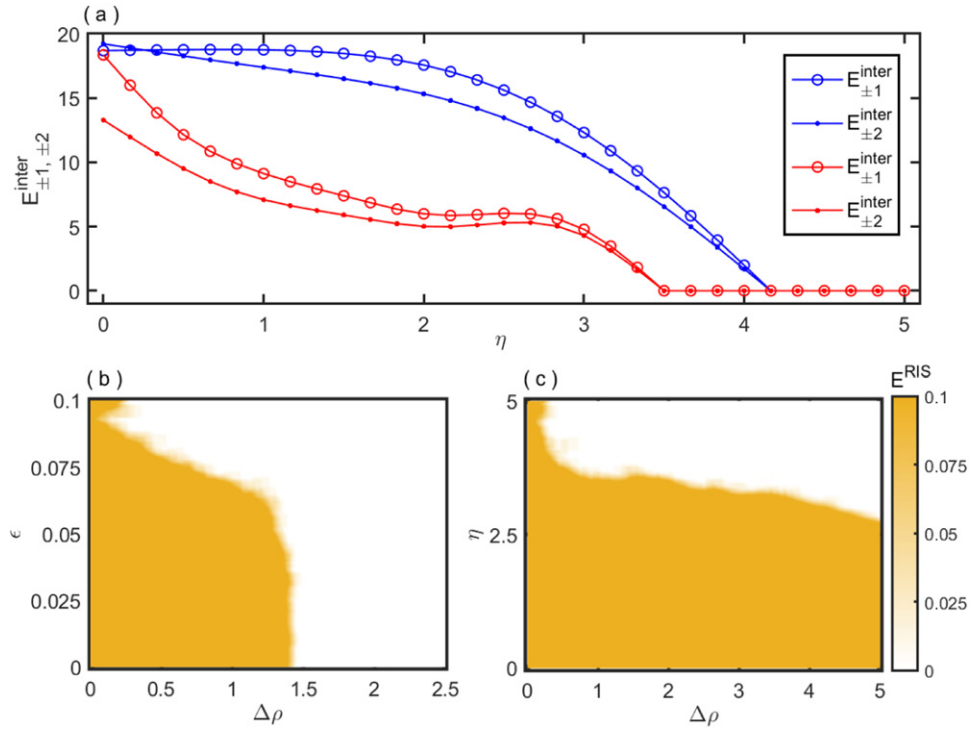 ( a )
20
15
10
5
0
E^inter_±1, ±2
E^inter_±1
E^inter_±2
E^inter_±1
E^inter_±2
0 1 2 3 4 5
η
( b )
0.1
0.075
0.05
0.025
0
ϵ
0 0.5 1 1.5 2 2.5
Δρ
( c )
5
2.5
0
η
0 1 2 3 4 5
Δρ
E^RIS
0.1
0.075
0.05
0.025
0